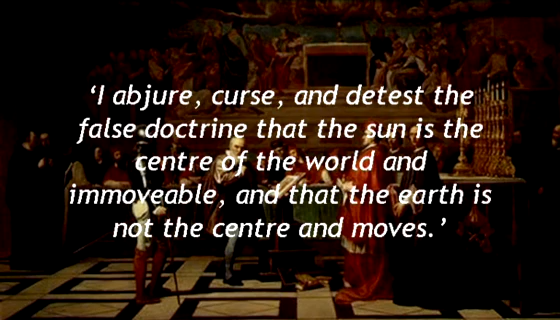 ‘I abjure, curse, and detest the
false doctrine that the sun is the
centre of the world and
immoveable, and that the earth is
not the centre and moves.’